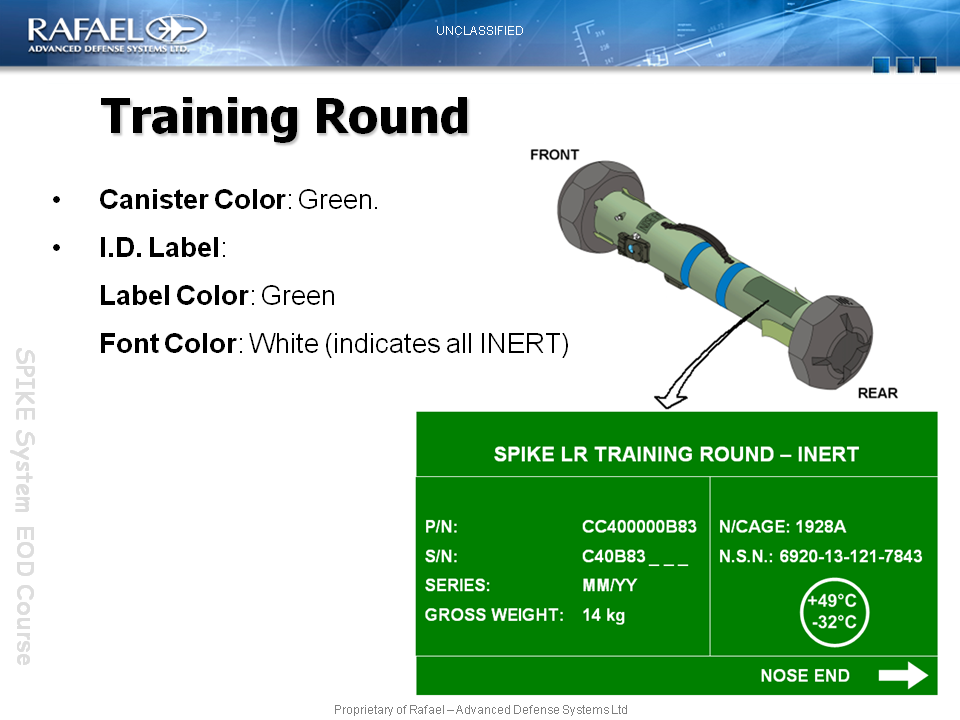 RAFAEL
ADVANCED DEFENSE SYSTEMS LTD.
UNCLASSIFIED
Training Round
• Canister Color: Green.
• I.D. Label:
Label Color: Green
Font Color: White (indicates all INERT)
FRONT
REAR
SPIKE LR TRAINING ROUND – INERT
P/N: CC400000B83
S/N: C40B83 _ _ _
SERIES: MM/YY
GROSS WEIGHT: 14 kg
N/CAGE: 1928A
N.S.N.: 6920-13-121-7843
+49°C
-32°C
NOSE END
SPIKE System EOD Course
Proprietary of Rafael – Advanced Defense Systems Ltd